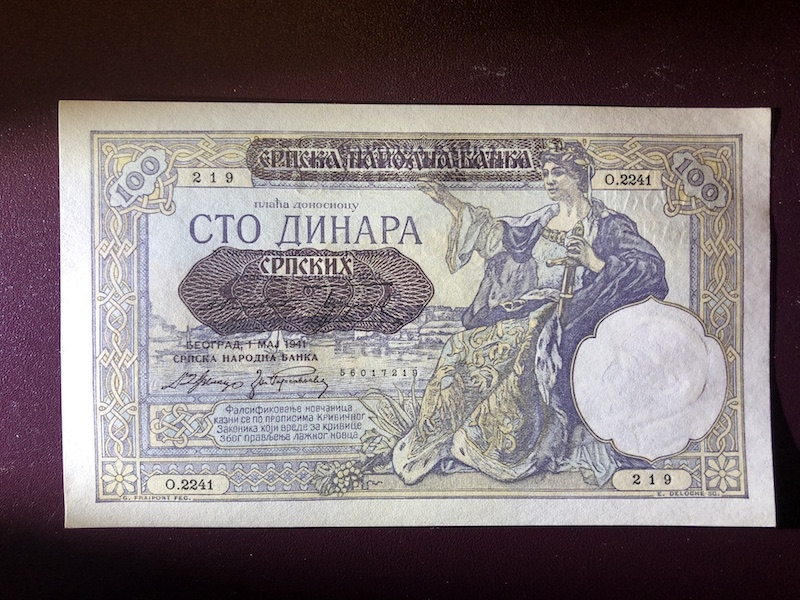 СРПСКА НАРОДНА БАНКА
100
100
219
О.2241
плаћа доносиоцу
СТО ДИНАРА
СРПСКИХ
БЕОГРАД, 1 МАЈ 1941
СРПСКА НАРОДНА БАНКА
56017219
Фалсификовање новчаница
казни се по прописима Кривичног
Законика који вреде за кривице
због прављења лажног новца
О.2241
219
G. FRAIPONT FEC.
E. DELOCHE SC.